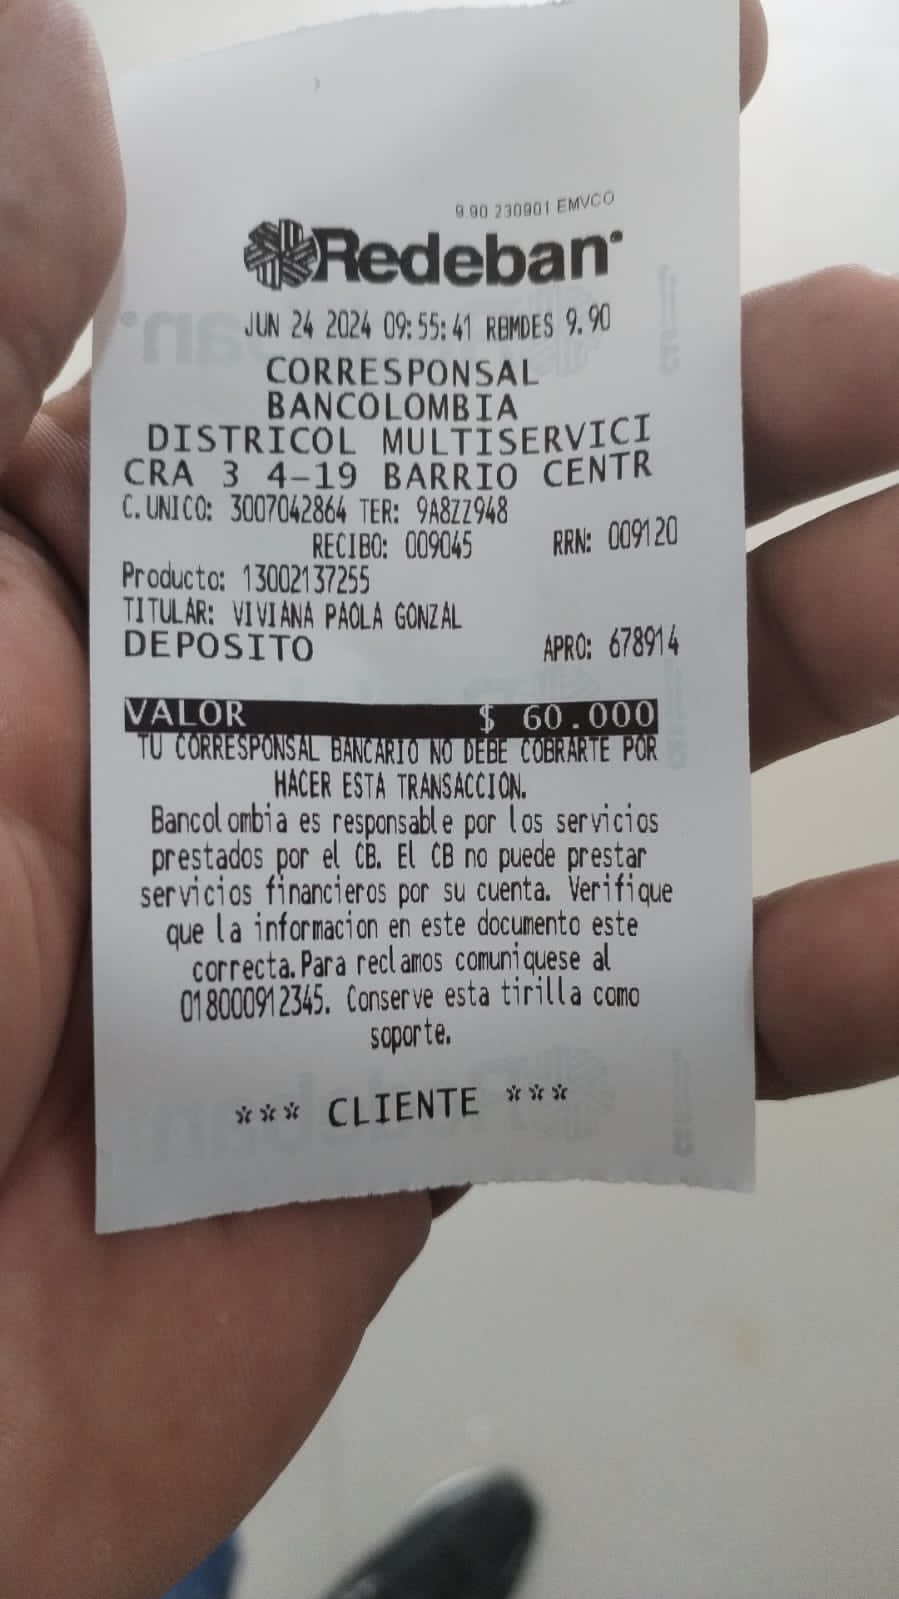 9.90 230901 EMVCO
Redeban
JUN 24 2024 09:55:41 RBMDES 9.90
CORRESPONSAL
BANCOLOMBIA
DISTRICOL MULTISERVICI
CRA 3 4-19 BARRIO CENTR
C.UNICO: 3007042864 TER: 9A8ZZ948
RECIBO: 009045 RRN: 009120
Producto: 13002137255
TITULAR: VIVIANA PAOLA GONZAL
DEPOSITO APRO: 678914
VALOR $ 60.000
TU CORRESPONSAL BANCARIO NO DEBE COBRARTE POR
HACER ESTA TRANSACCION.
Bancolombia es responsable por los servicios
prestados por el CB. El CB no puede prestar
servicios financieros por su cuenta. Verifique
que la informacion en este documento este
correcta.Para reclamos comuniquese al
018000912345. Conserve esta tirilla como
soporte.
*** CLIENTE ***